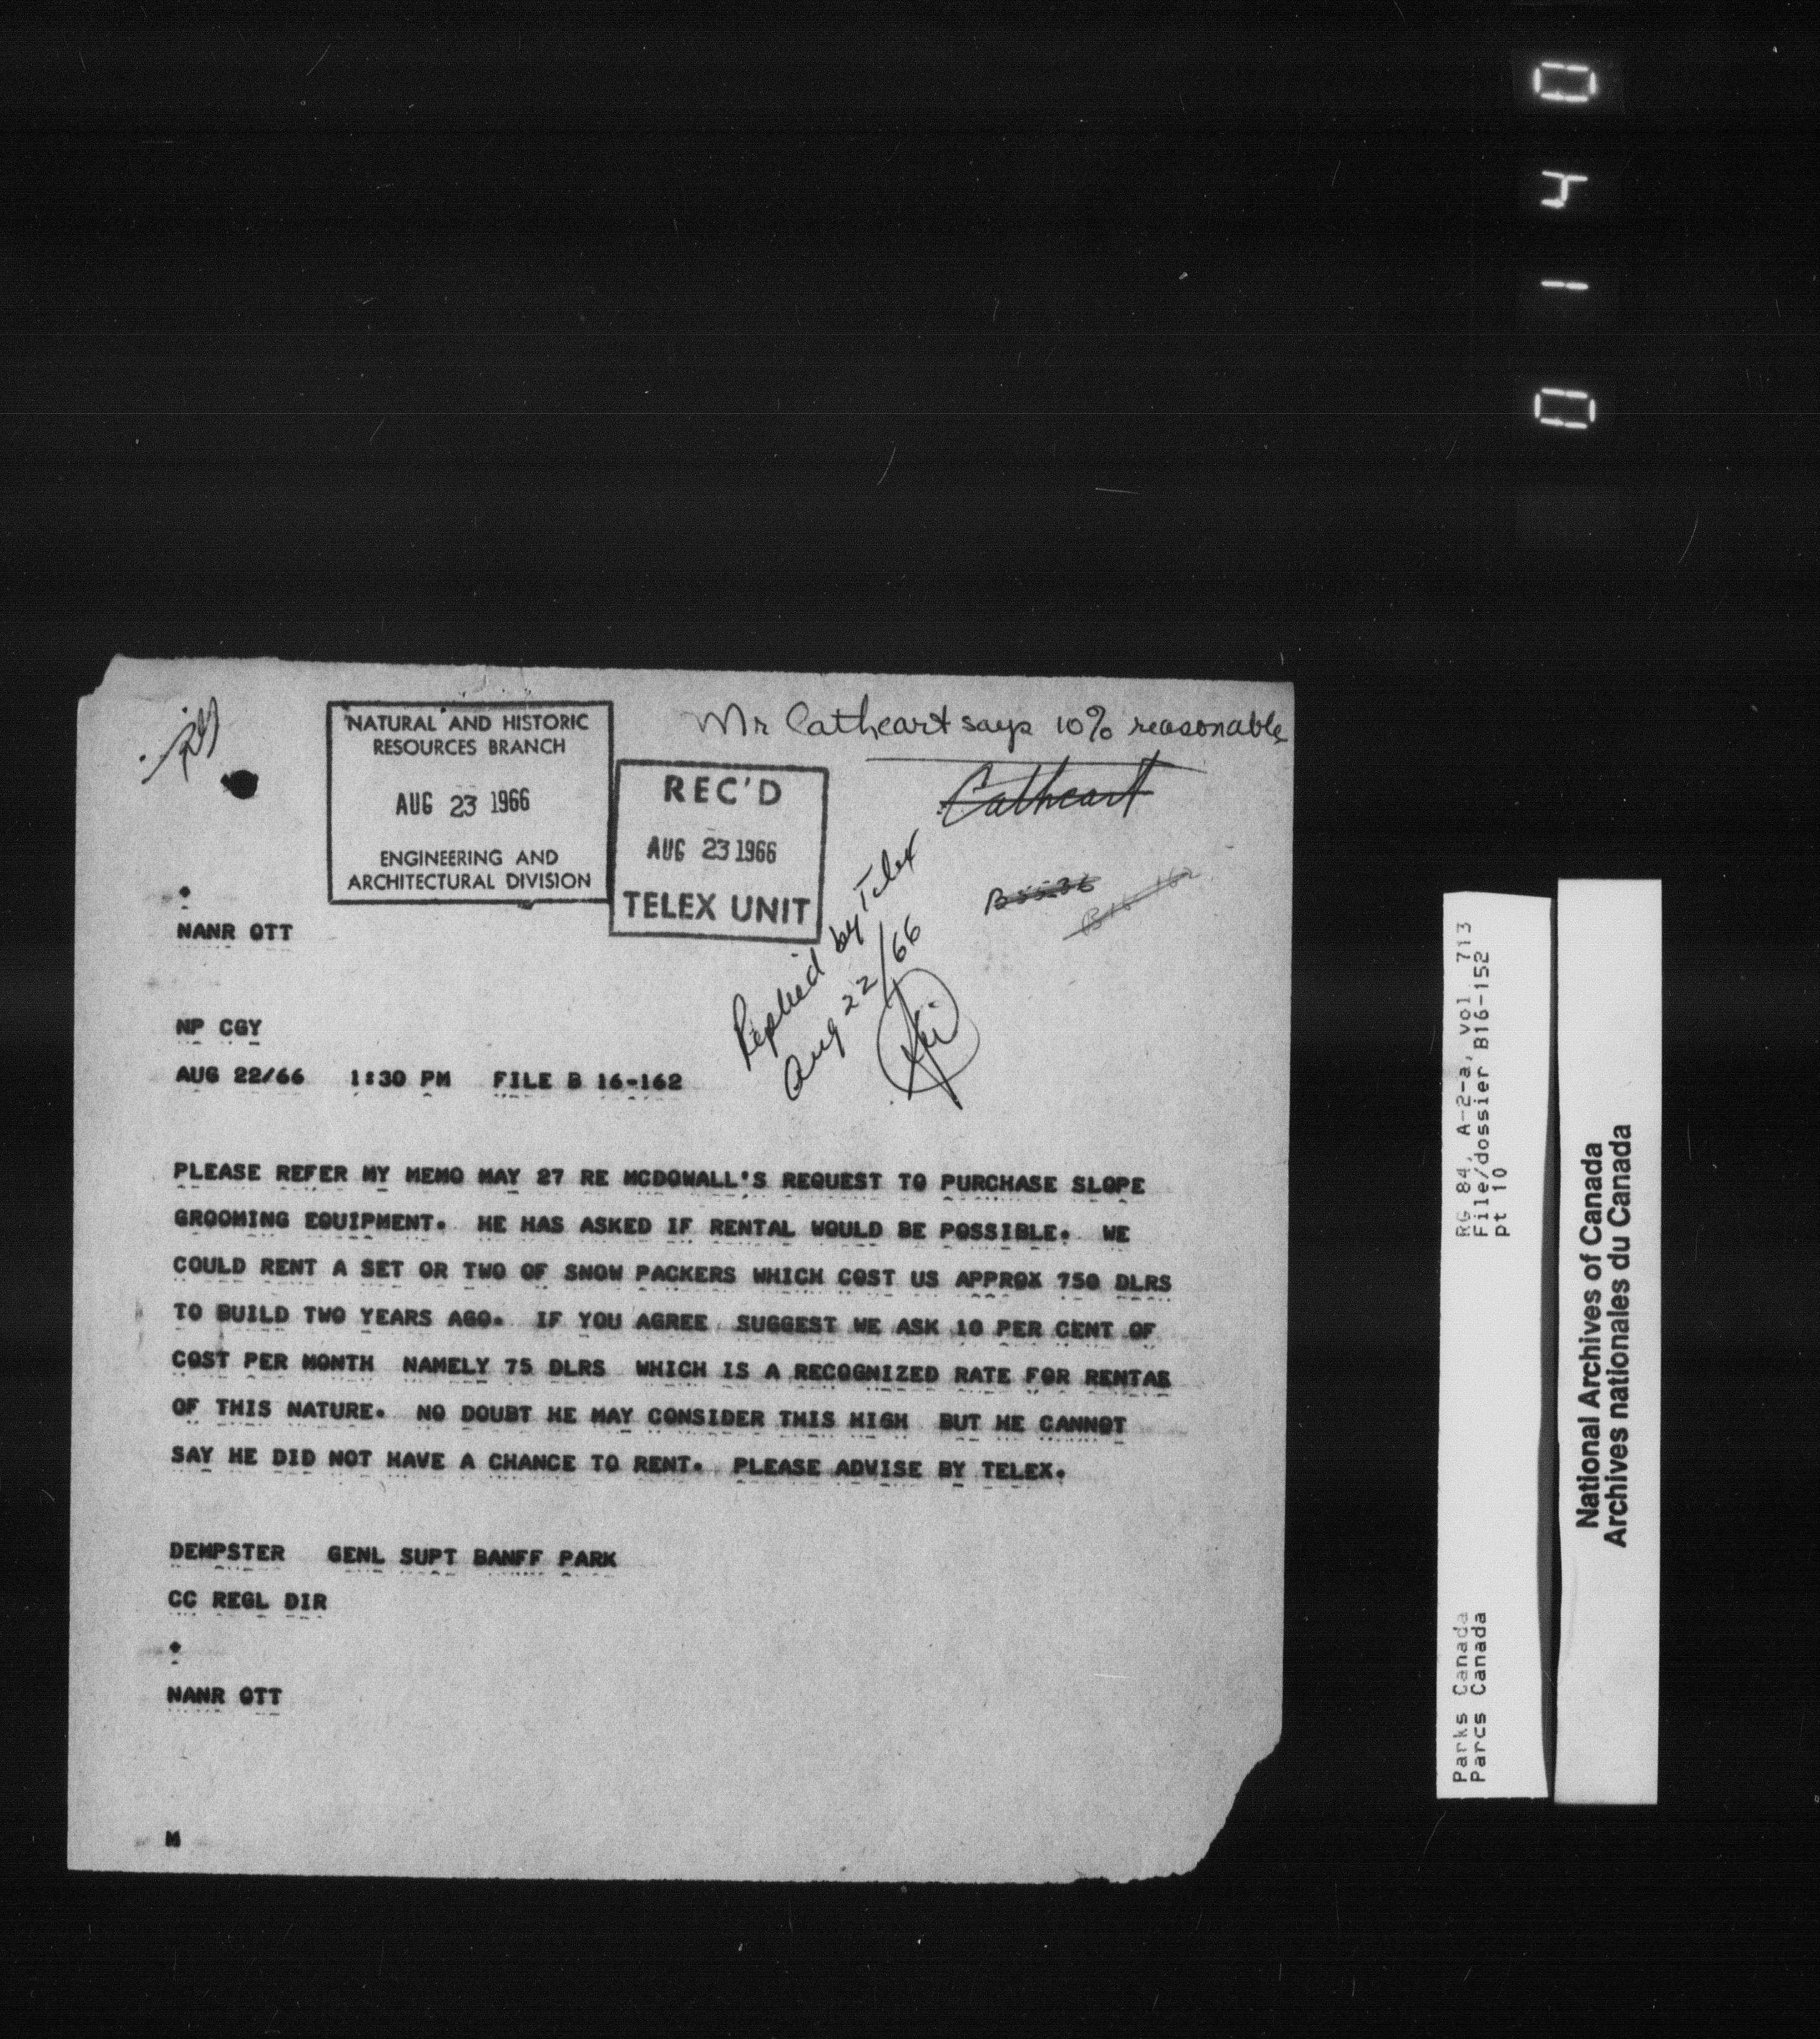 NATURAL AND HISTORIC
RESOURCES BRANCH
AUG 23 1966
ENGINEERING AND
ARCHITECTURAL DIVISION
REC'D
AUG 23 1966
TELEX UNIT
Mr Cathcart says 10% reasonable
Cathcart
B 16-162
Replied by Telex
Aug 22/66
NANR OTT
NP CGY
AUG 22/66 1:30 PM FILE B 16-162
PLEASE REFER MY MEMO MAY 27 RE MCDOWALL'S REQUEST TO PURCHASE SLOPE
GROOMING EQUIPMENT. HE HAS ASKED IF RENTAL WOULD BE POSSIBLE. WE
COULD RENT A SET OR TWO OF SNOW PACKERS WHICH COST US APPROX 750 DLRS
TO BUILD TWO YEARS AGO. IF YOU AGREE SUGGEST WE ASK 10 PER CENT OF
COST PER MONTH NAMELY 75 DLRS WHICH IS A RECOGNIZED RATE FOR RENTAS
OF THIS NATURE. NO DOUBT HE MAY CONSIDER THIS HIGH BUT HE CANNOT
SAY HE DID NOT HAVE A CHANCE TO RENT. PLEASE ADVISE BY TELEX.
DEMPSTER GENL SUPT BANFF PARK
CC REGL DIR
NANR OTT
M
RG 84, A-2-a, vol 713
File/dossier B16-152
pt 10
Parks Canada
Parcs Canada
National Archives of Canada
Archives nationales du Canada